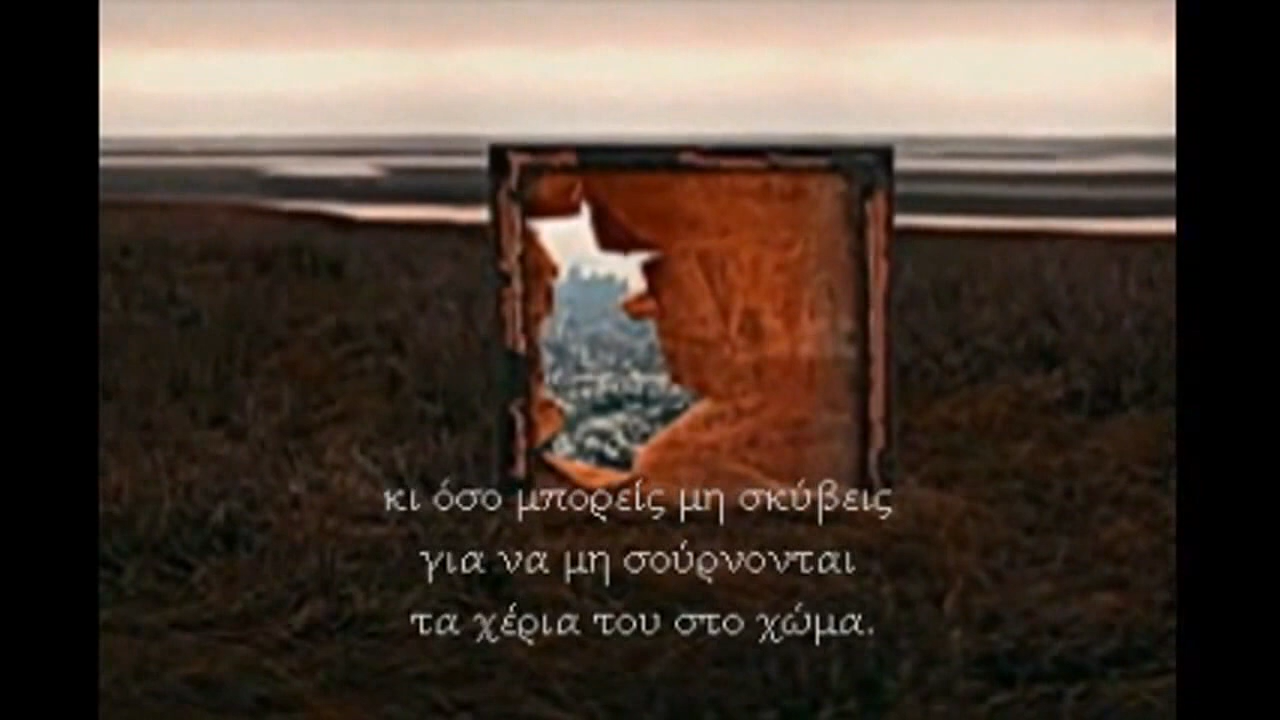 κι όσο μπορείς μη σκύβεις
για να μη σούρνονται
τα χέρια του στο χώμα.